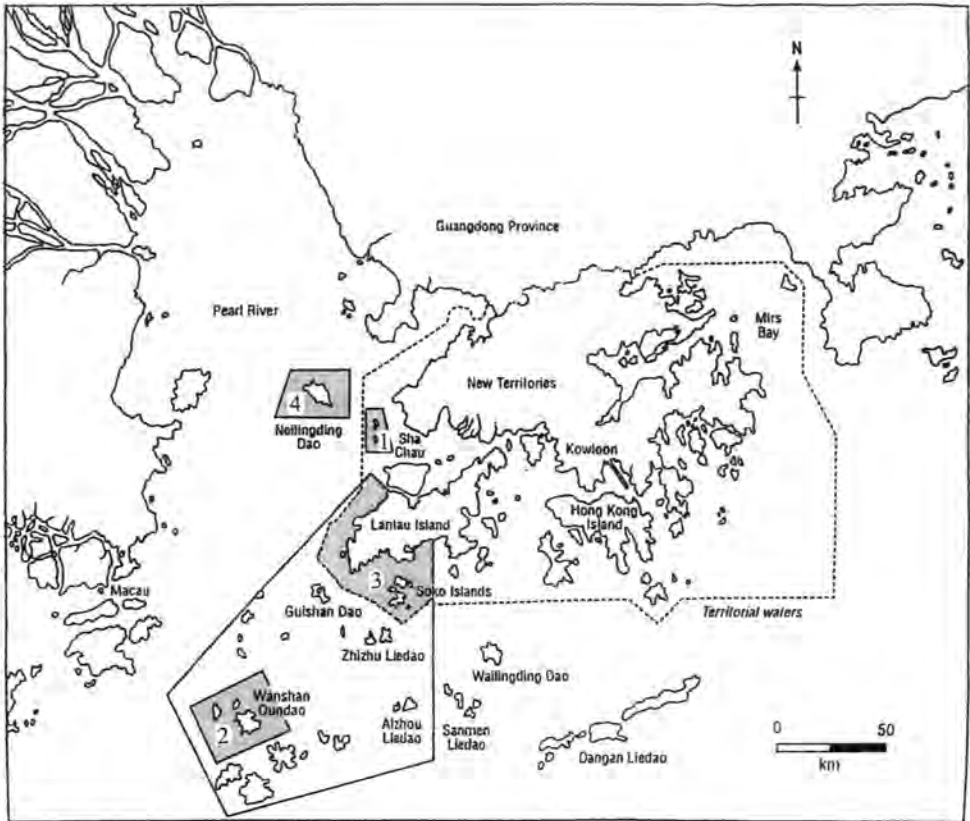 N
Guangdong Province
Pearl River
Mirs
Bay
New Territories
4
Neilingding
Dao
1
Sha
Chau
Kowloon
Lantau Island
Hong Kong
Island
3
Soko Islands
Macau
Guishan Dao
Territorial waters
Zhizhu Liedao
Wailingding Dao
Wanshan
Qundao
2
Aizhou
Liedao
Sanmen
Liedao
Dangan Liedao
0
50
km